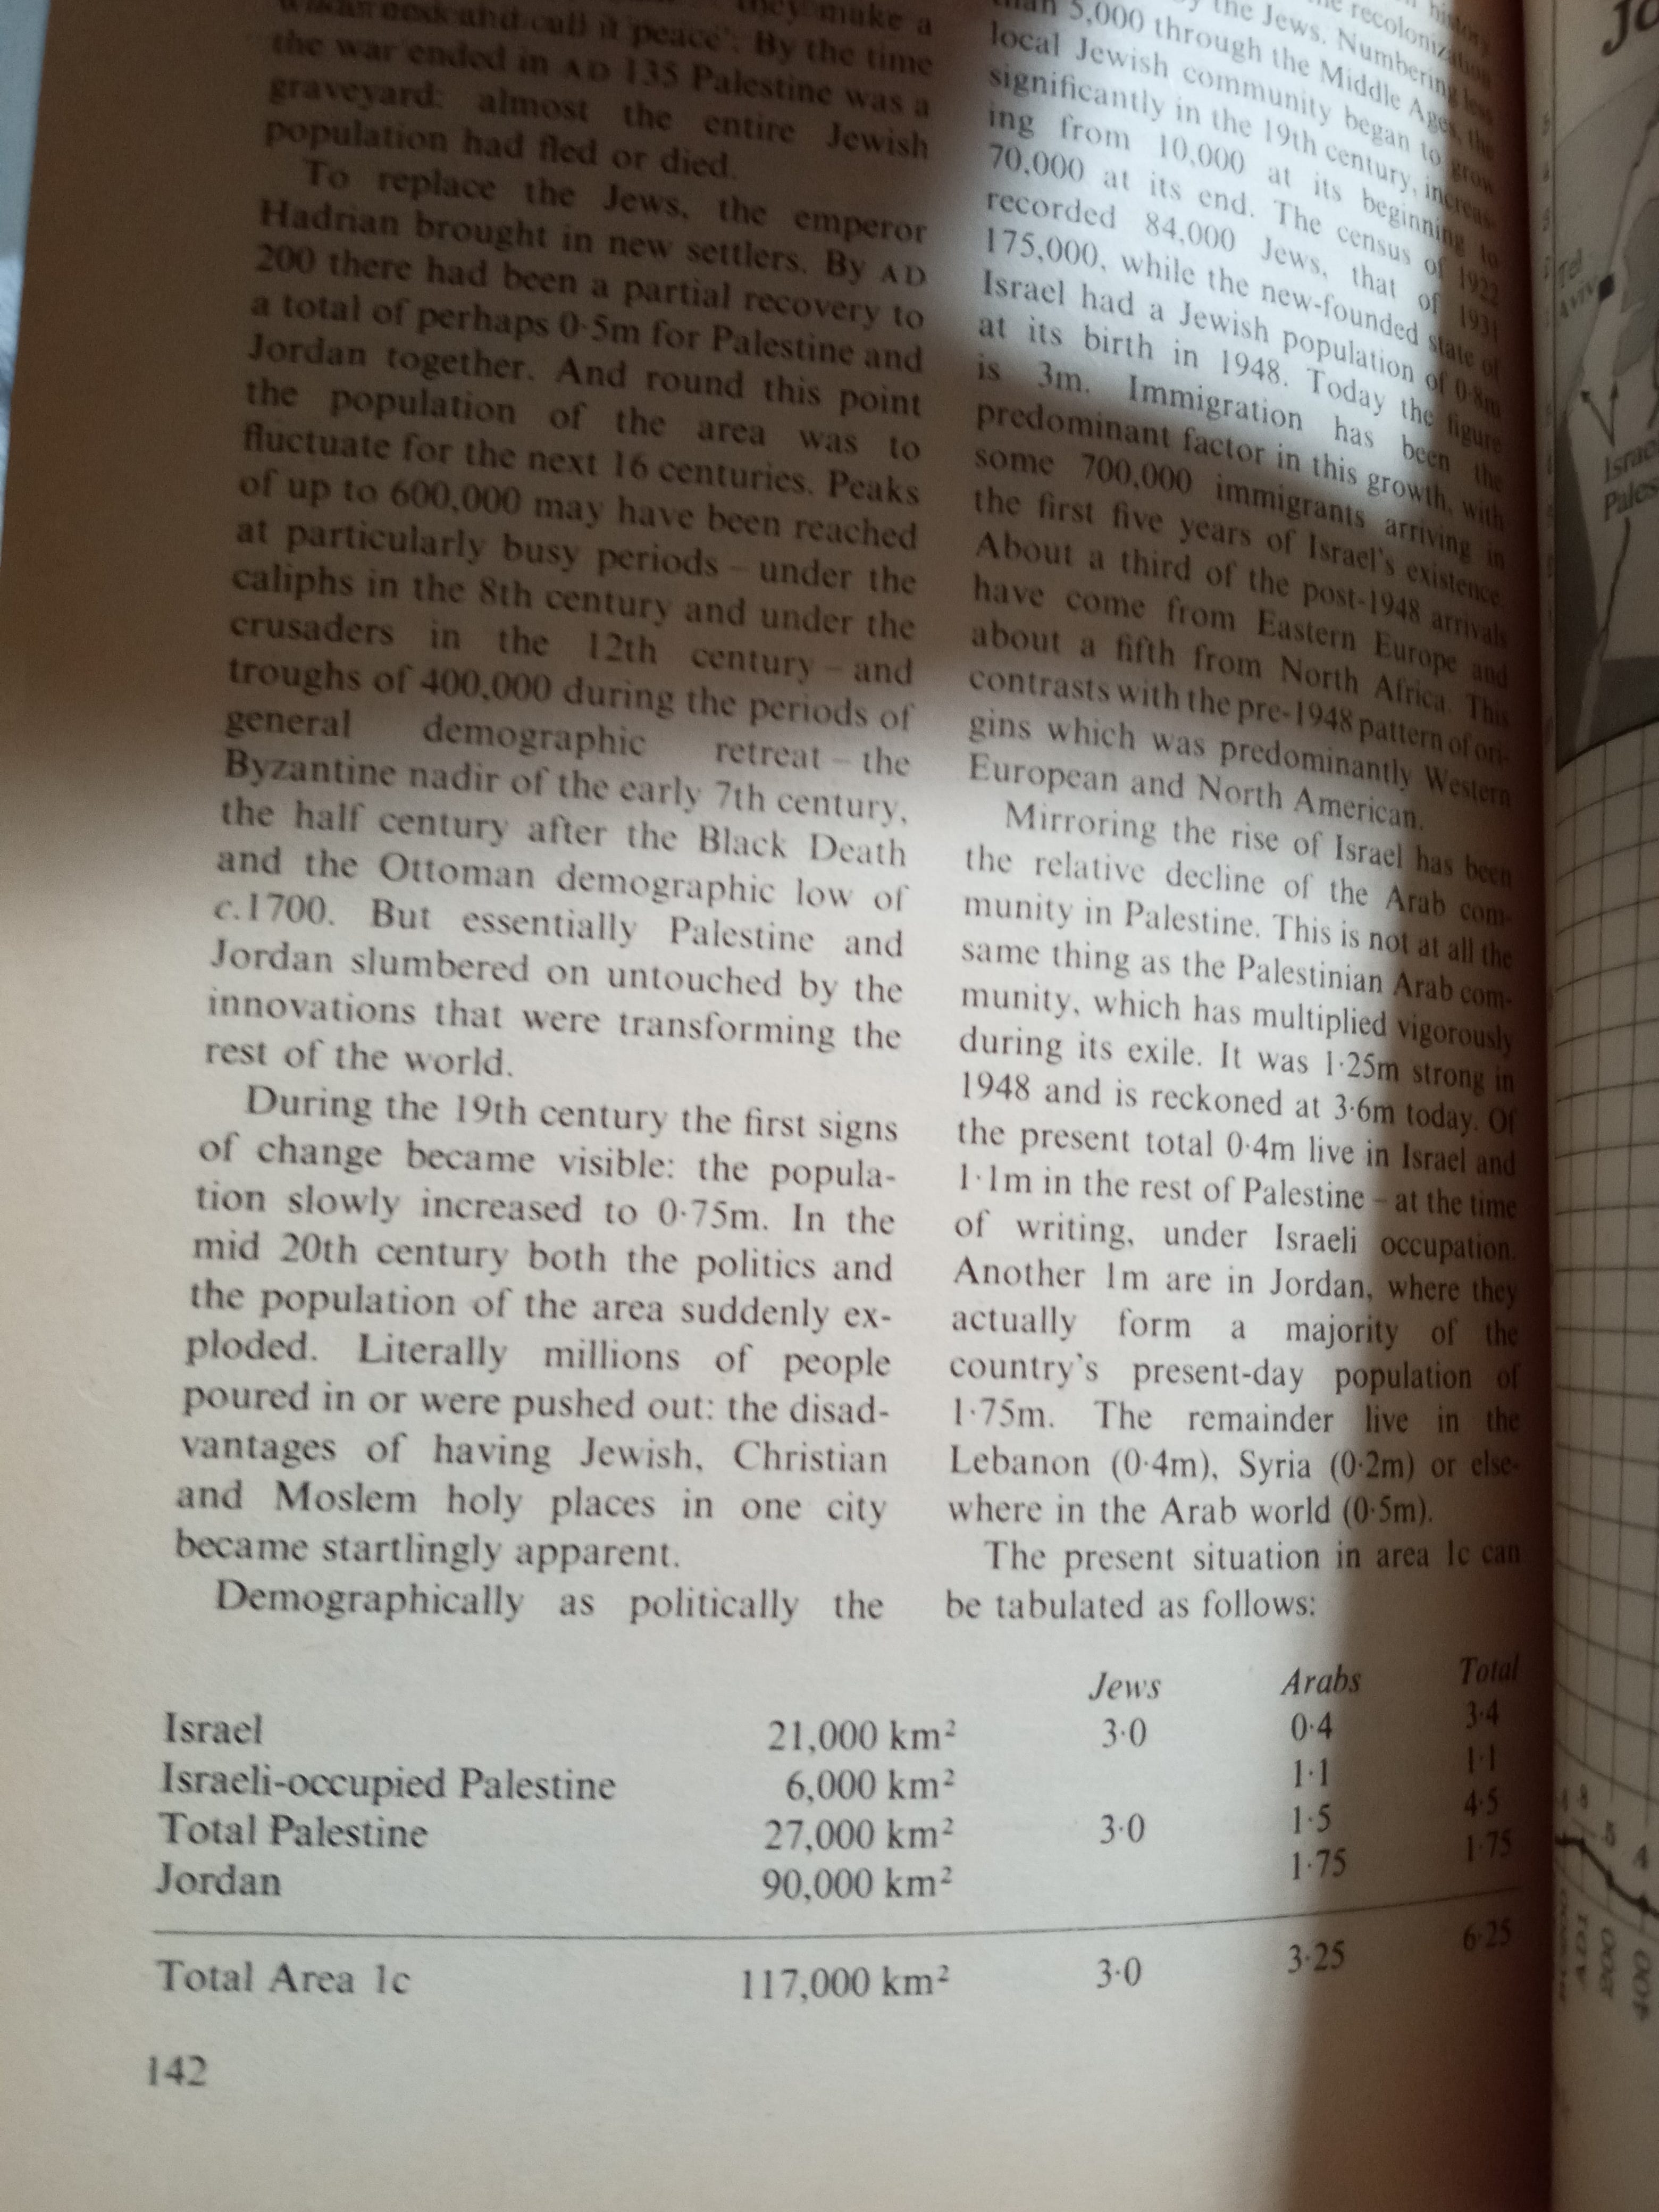 they make a
and call it peace'. By the time
the war ended in AD 135 Palestine was a
graveyard: almost the entire Jewish
population had fled or died.
To replace the Jews, the emperor
Hadrian brought in new settlers. By AD
200 there had been a partial recovery to
a total of perhaps 0·5m for Palestine and
Jordan together. And round this point
the population of the area was to
fluctuate for the next 16 centuries. Peaks
of up to 600,000 may have been reached
at particularly busy periods – under the
caliphs in the 8th century and under the
crusaders in the 12th century – and
troughs of 400,000 during the periods of
general demographic retreat – the
Byzantine nadir of the early 7th century,
the half century after the Black Death
and the Ottoman demographic low of
c.1700. But essentially Palestine and
Jordan slumbered on untouched by the
innovations that were transforming the
rest of the world.
During the 19th century the first signs
of change became visible: the popula-
tion slowly increased to 0·75m. In the
mid 20th century both the politics and
the population of the area suddenly ex-
ploded. Literally millions of people
poured in or were pushed out: the disad-
vantages of having Jewish, Christian
and Moslem holy places in one city
became startlingly apparent.
Demographically as politically the
history
recolonization
the Jews. Numbering less
than 5,000 through the Middle Ages, the
local Jewish community began to grow
significantly in the 19th century, increas-
ing from 10,000 at its beginning to
70,000 at its end. The census of 1922
recorded 84,000 Jews, that of 1931
175,000, while the new-founded state of
Israel had a Jewish population of 0·8m
at its birth in 1948. Today the figure
is 3m. Immigration has been the
predominant factor in this growth, with
some 700,000 immigrants arriving in
the first five years of Israel's existence.
About a third of the post-1948 arrivals
have come from Eastern Europe and
about a fifth from North Africa. This
contrasts with the pre-1948 pattern of ori-
gins which was predominantly Western
European and North American.
Mirroring the rise of Israel has been
the relative decline of the Arab com-
munity in Palestine. This is not at all the
same thing as the Palestinian Arab com-
munity, which has multiplied vigorously
during its exile. It was 1·25m strong in
1948 and is reckoned at 3·6m today. Of
the present total 0·4m live in Israel and
1·1m in the rest of Palestine – at the time
of writing, under Israeli occupation.
Another 1m are in Jordan, where they
actually form a majority of the
country's present-day population of
1·75m. The remainder live in the
Lebanon (0·4m), Syria (0·2m) or else-
where in the Arab world (0·5m).
The present situation in area 1c can
be tabulated as follows:
Jews Arabs Total
Israel 21,000 km² 3·0 0·4 3·4
Israeli-occupied Palestine 6,000 km² 1·1 1·1
Total Palestine 27,000 km² 3·0 1·5 4·5
Jordan 90,000 km² 1·75 1·75
Total Area 1c 117,000 km² 3·0 3·25 6·25
142
Tel
Aviv
5
4
AD1
200
400